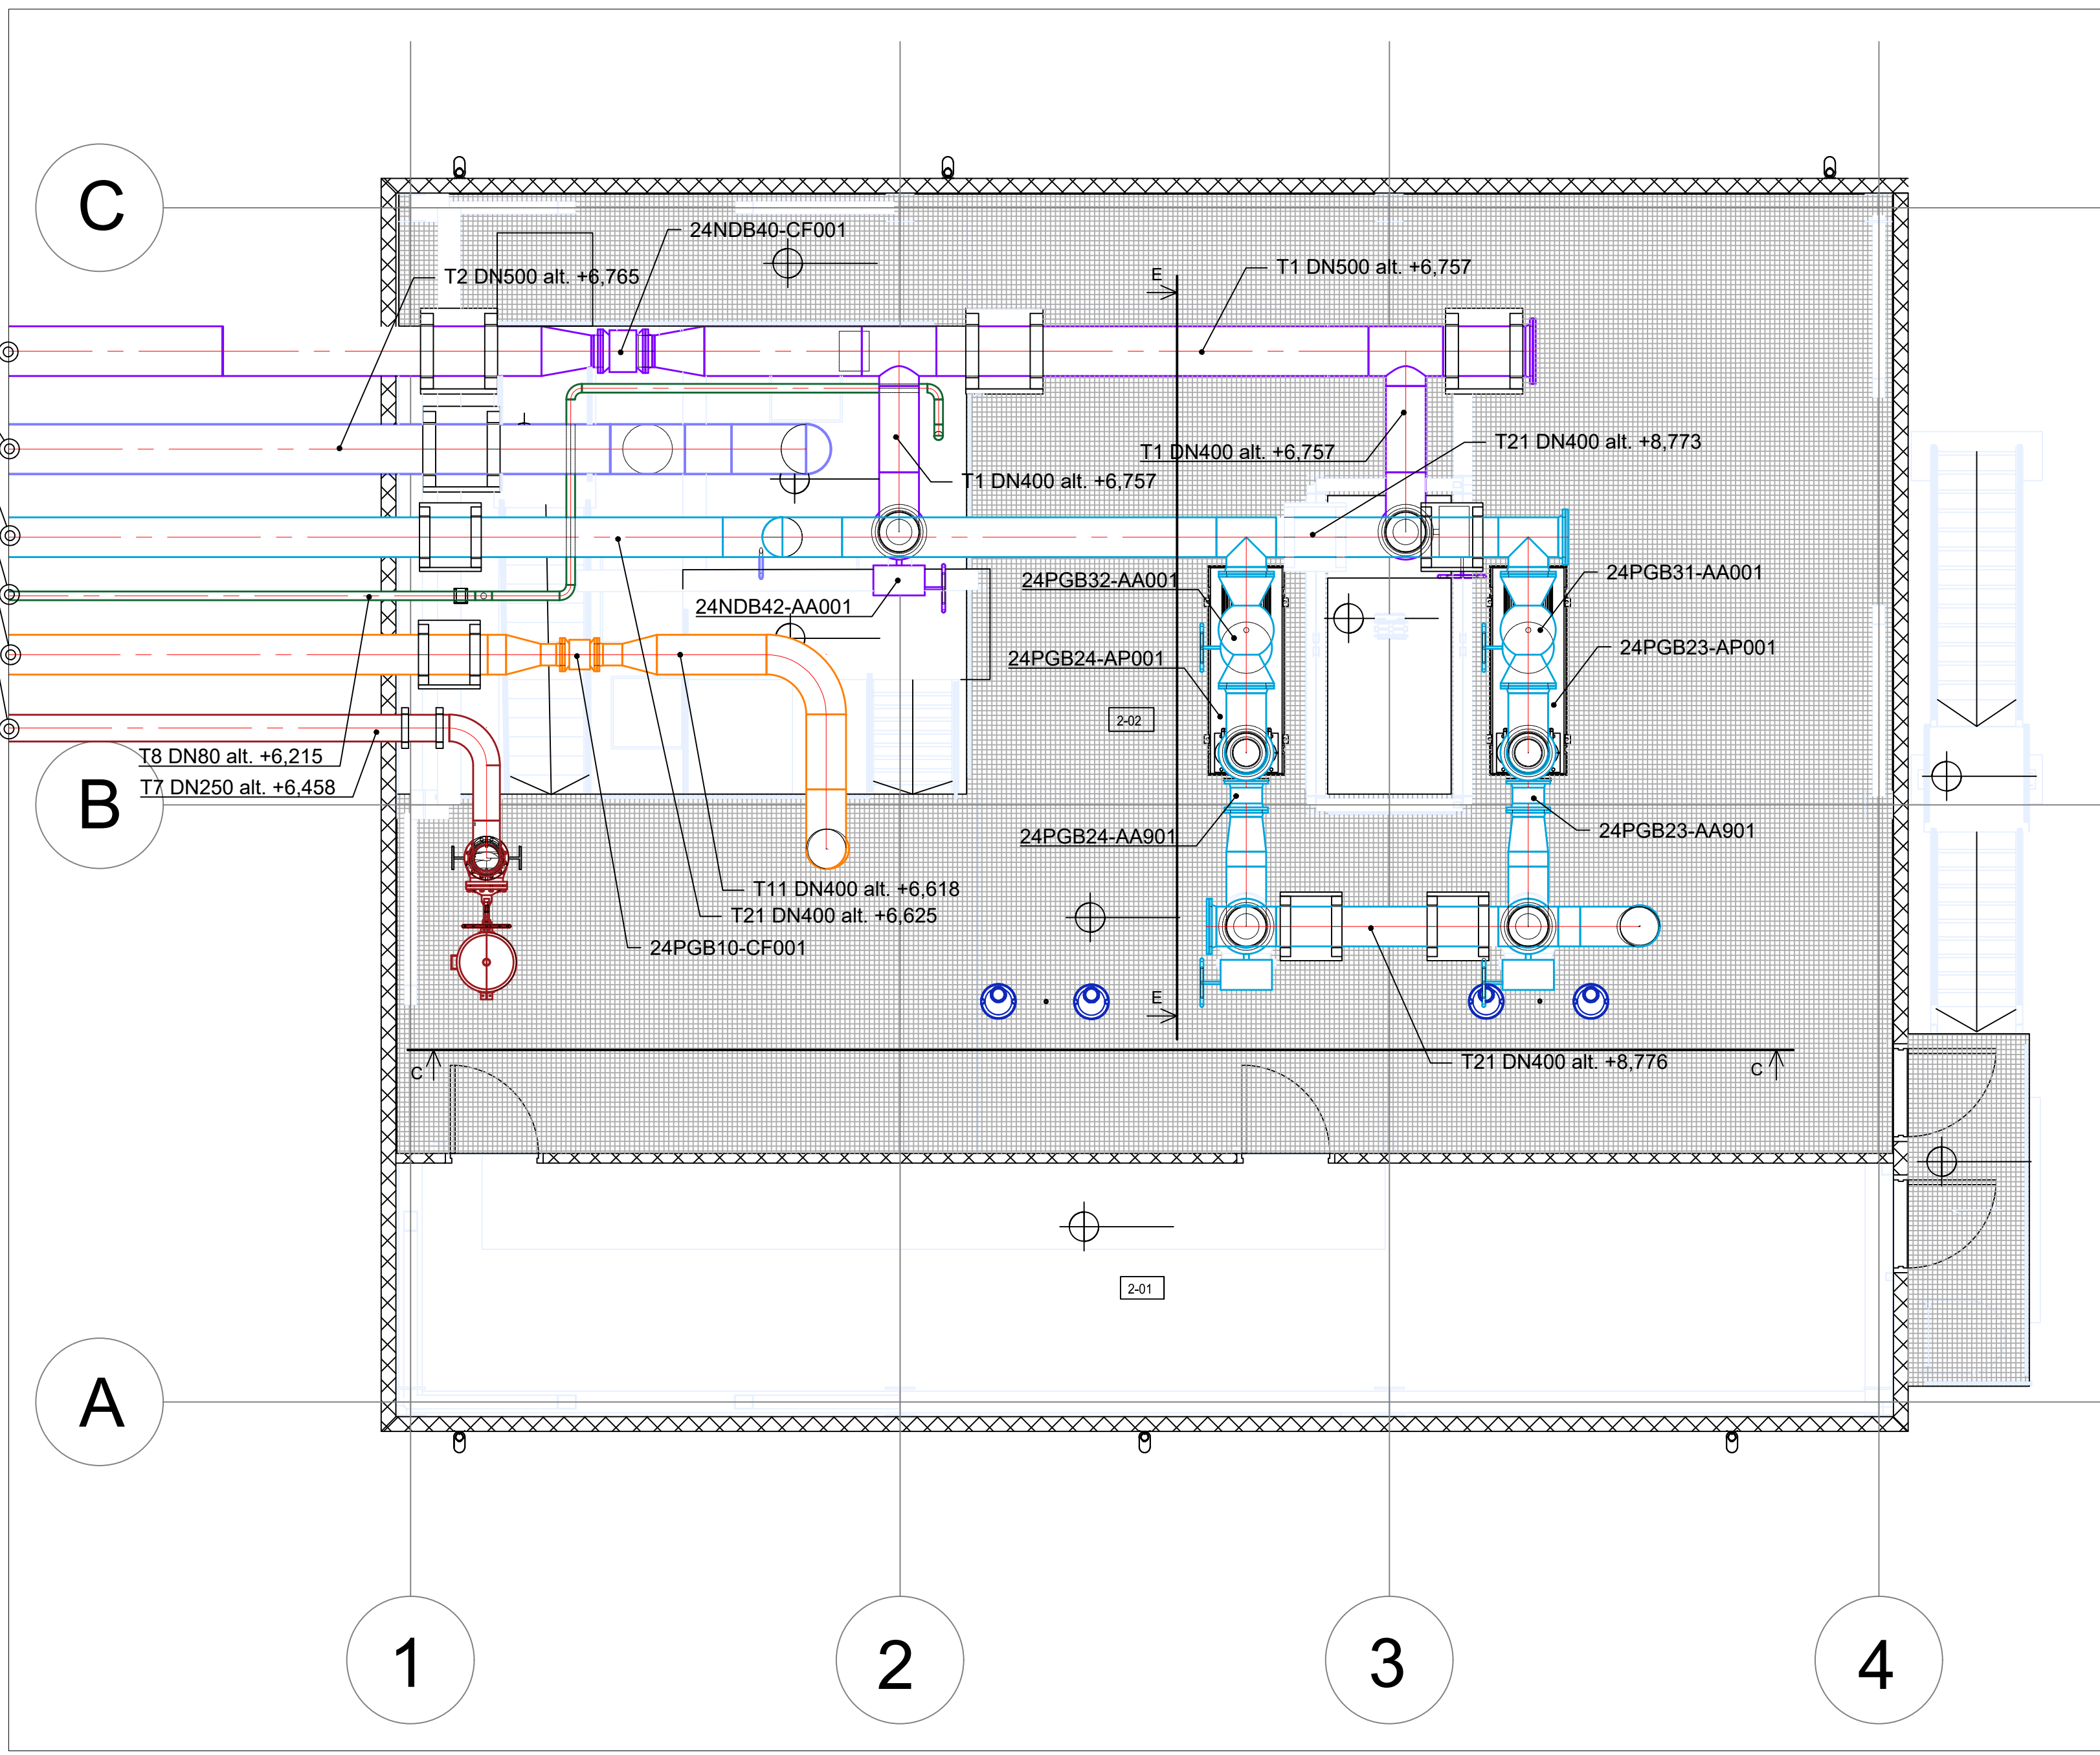 C
24NDB40-CF001
T2 DN500 alt. +6,765
E
T1 DN500 alt. +6,757
T1 DN400 alt. +6,757
T21 DN400 alt. +8,773
T1 DN400 alt. +6,757
24PGB32-AA001
24PGB31-AA001
24NDB42-AA001
24PGB24-AP001
24PGB23-AP001
2-02
T8 DN80 alt. +6,215
T7 DN250 alt. +6,458
B
24PGB24-AA901
24PGB23-AA901
T11 DN400 alt. +6,618
T21 DN400 alt. +6,625
24PGB10-CF001
E
T21 DN400 alt. +8,776
C
C
2-01
A
1
2
3
4